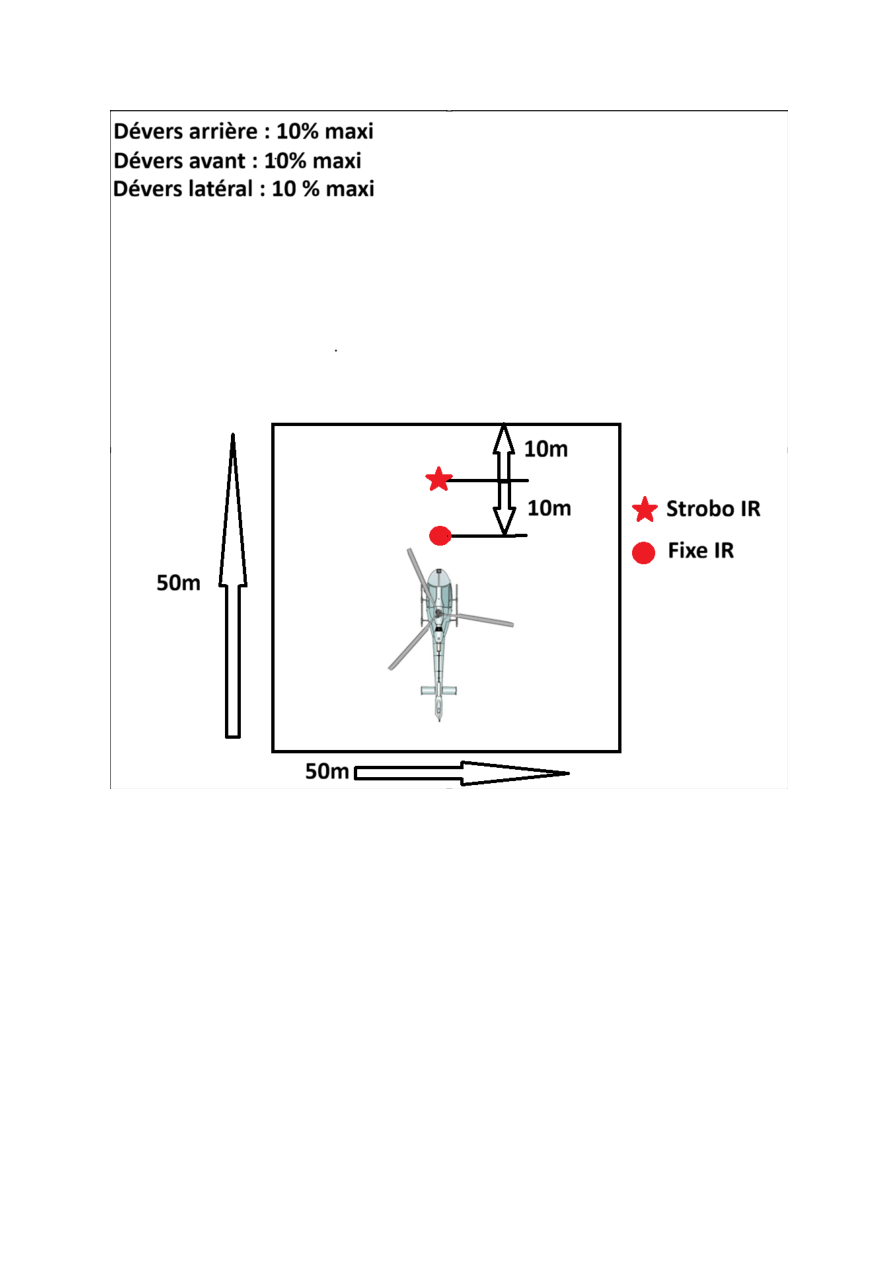 Dévers arrière : 10% maxi
Dévers avant : 10% maxi
Dévers latéral : 10 % maxi
10m
10m
Strobo IR
Fixe IR
50m
50m